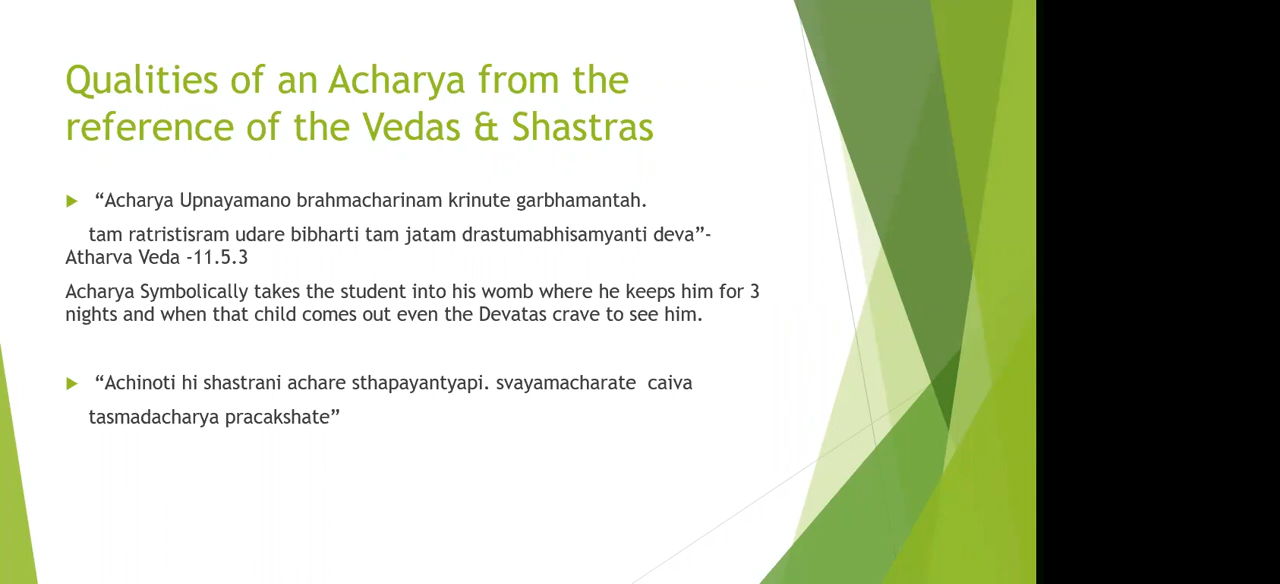 Qualities of an Acharya from the
reference of the Vedas & Shastras
“Acharya Upnayamano brahmacharinam krinute garbhamantah.
tam ratristisram udare bibharti tam jatam drastumabhisamyanti deva”-
Atharva Veda -11.5.3
Acharya Symbolically takes the student into his womb where he keeps him for 3
nights and when that child comes out even the Devatas crave to see him.
“Achinoti hi shastrani achare sthapayantyapi. svayamacharate  caiva
tasmadacharya pracakshate”